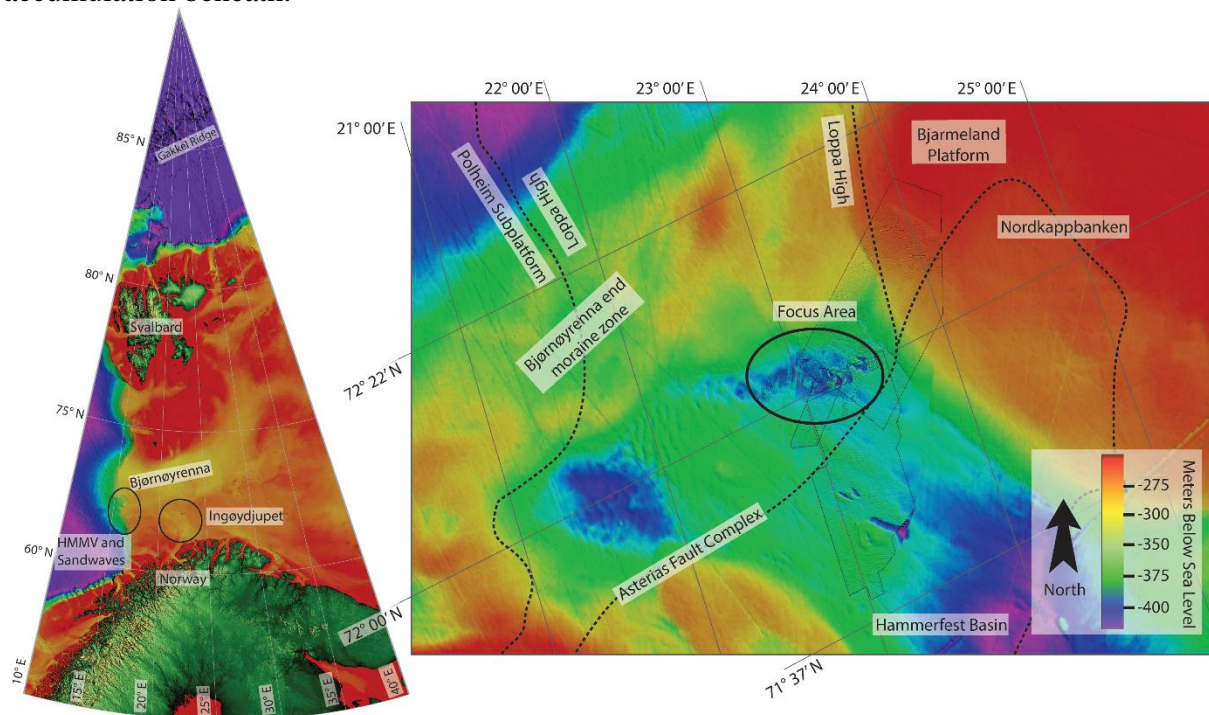 85° N
Gakkel Ridge
80° N
Svalbard
75° N
Bjørnøyrenna
Ingøydjupet
HMMV and
Sandwaves
60° N
Norway
10° E
15° E
20° E
25° E
30° E
35° E
40° E
21° 00' E
22° 00' E
23° 00' E
24° 00' E
25° 00' E
Polheim Subplatform
Loppa High
Loppa High
Bjarmeland
Platform
Nordkappbanken
Bjørnøyrenna end
moraine zone
Focus Area
72° 22' N
Asterias Fault Complex
72° 00' N
Hammerfest Basin
71° 37' N
North
Meters Below Sea Level
-275
-300
-350
-375
-400